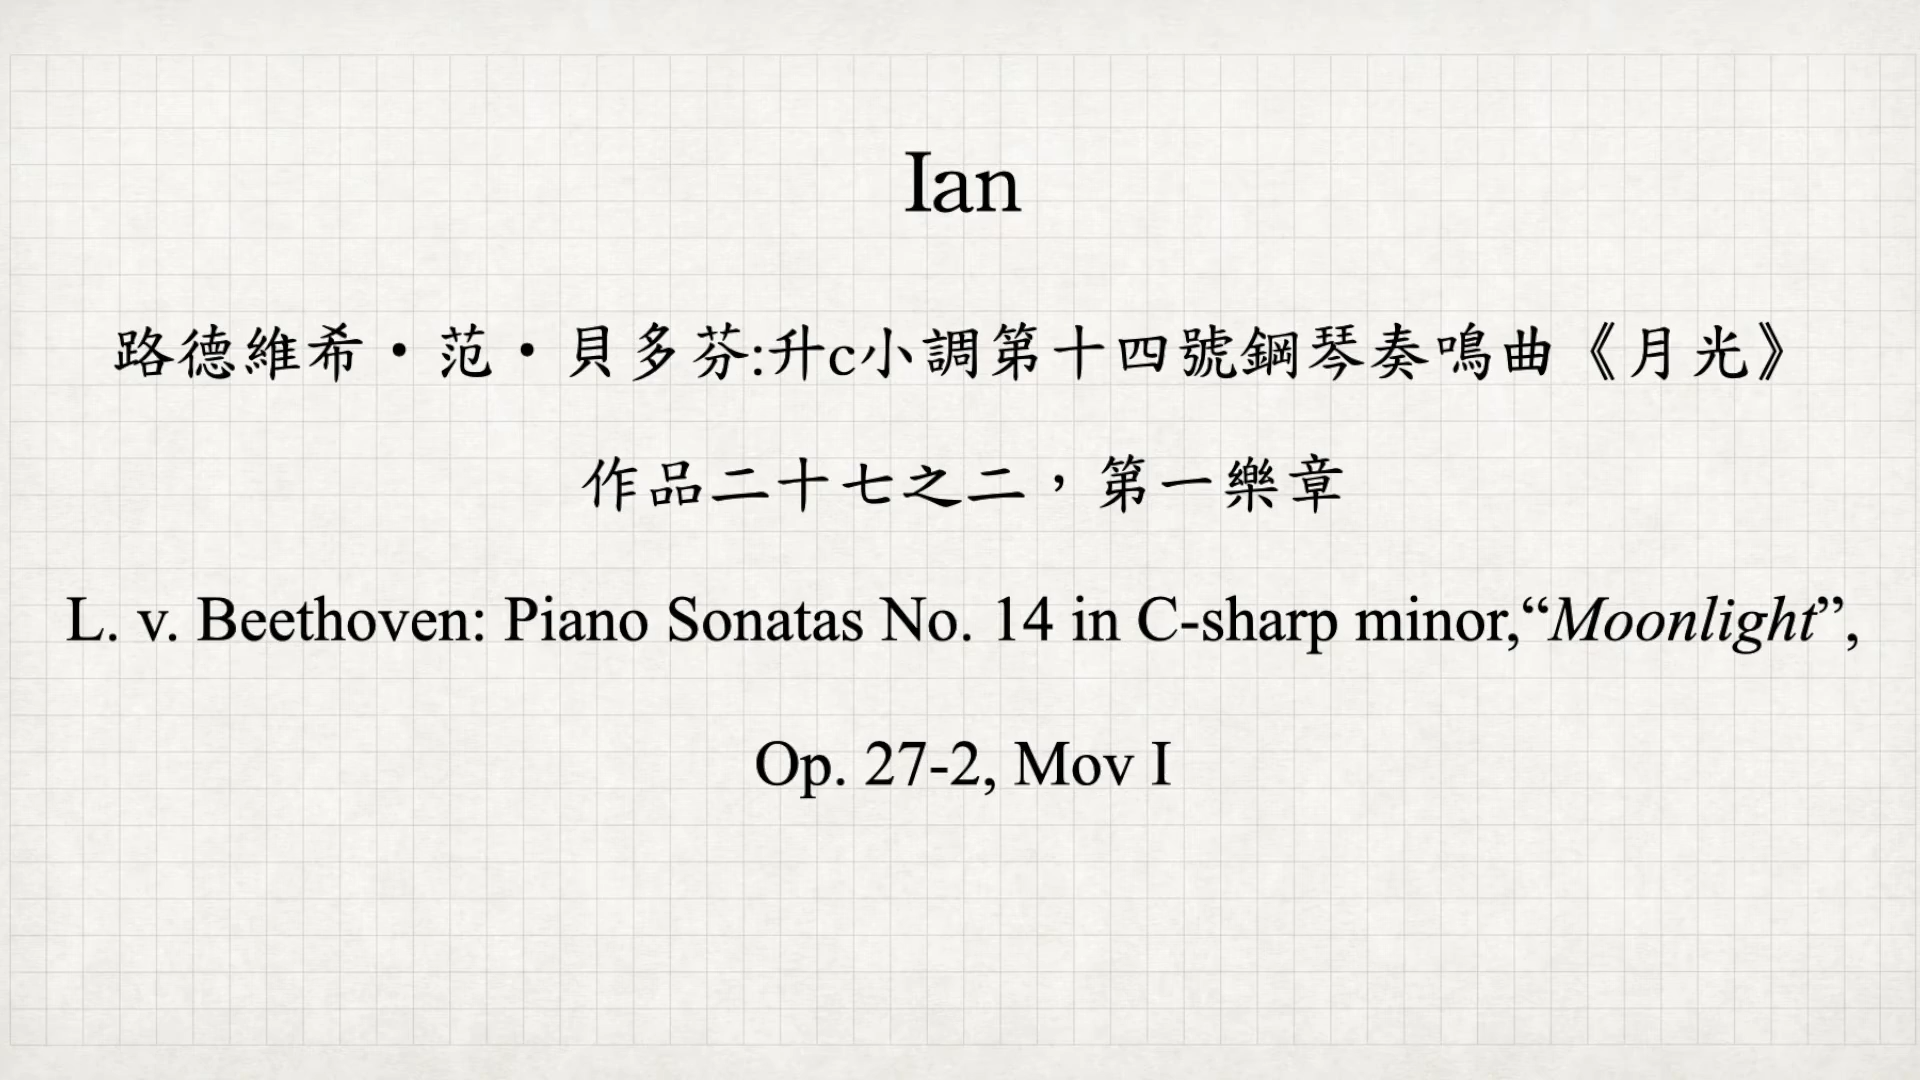 Ian
路德維希·范·貝多芬:升c小調第十四號鋼琴奏鳴曲《月光》
作品二十七之二，第一樂章
L. v. Beethoven: Piano Sonatas No. 14 in C-sharp minor,“Moonlight”,
Op. 27-2, Mov I